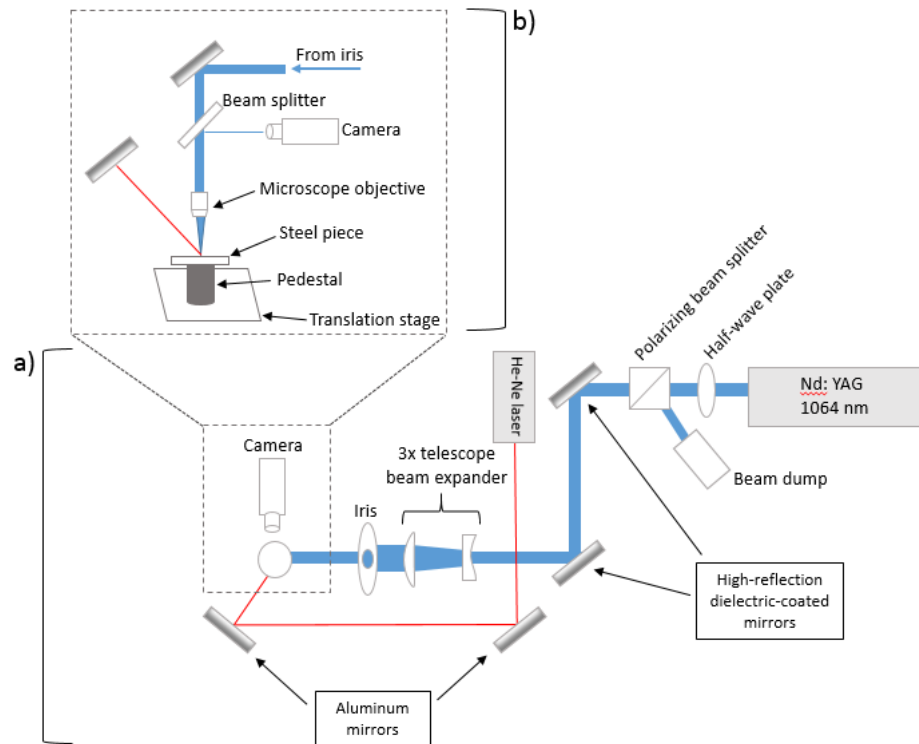 b)
From iris
Beam splitter
Camera
Microscope objective
Steel piece
Pedestal
Translation stage
a)
He-Ne laser
Polarizing beam splitter
Half-wave plate
Nd: YAG
1064 nm
Beam dump
Camera
3x telescope
beam expander
Iris
High-reflection
dielectric-coated
mirrors
Aluminum
mirrors